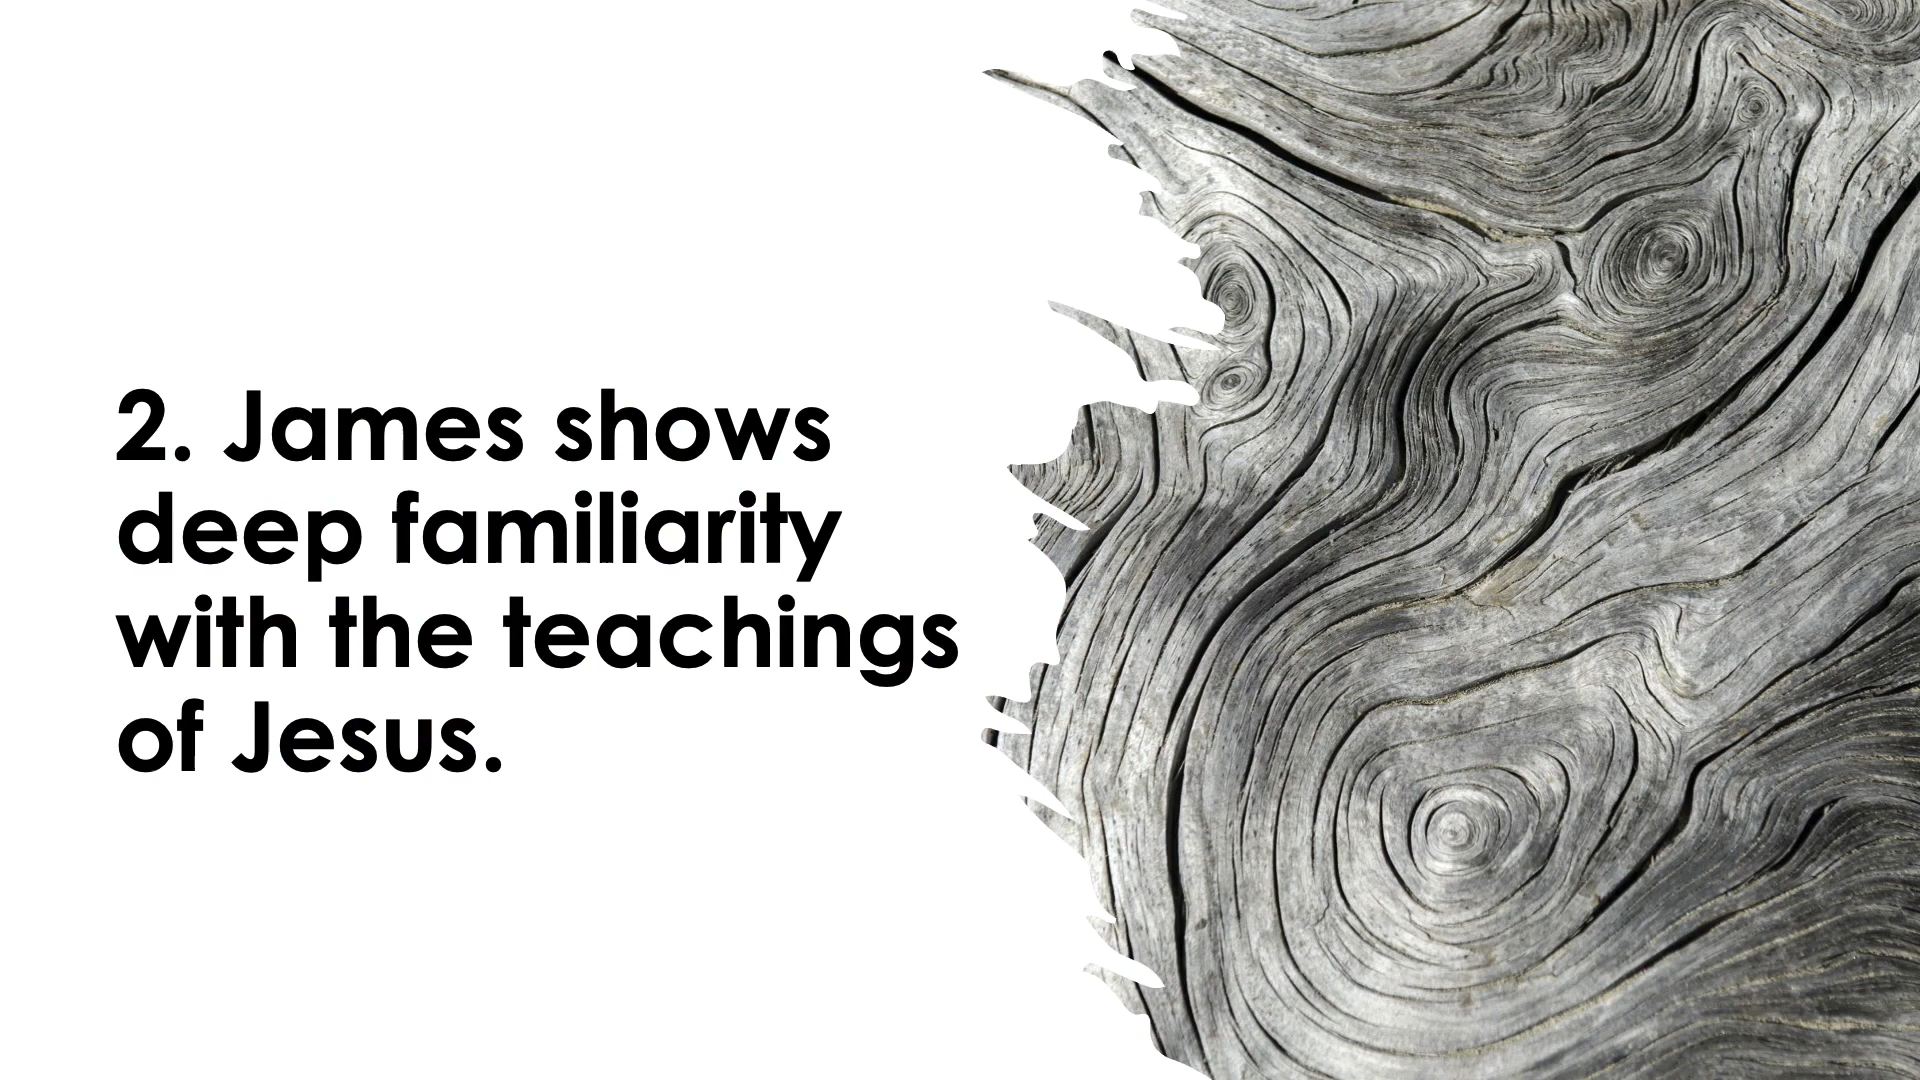 2. James shows
deep familiarity
with the teachings
of Jesus.